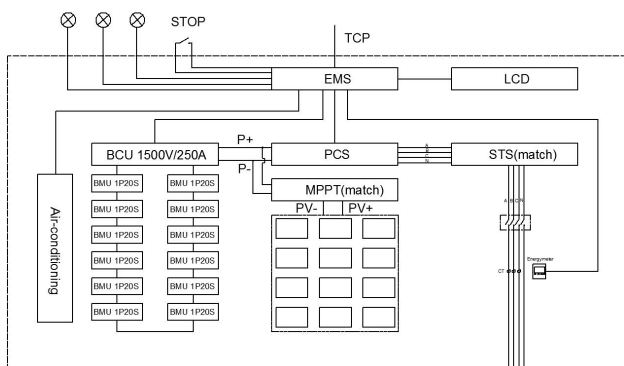 STOP
TCP
EMS
LCD
P+
P-
BCU 1500V/250A
PCS
A
B
C
N
STS(match)
BMU 1P20S
BMU 1P20S
MPPT(match)
PV-
PV+
A B C N
BMU 1P20S
BMU 1P20S
BMU 1P20S
BMU 1P20S
BMU 1P20S
BMU 1P20S
BMU 1P20S
BMU 1P20S
BMU 1P20S
BMU 1P20S
Air-conditioning
Energymeter
CT